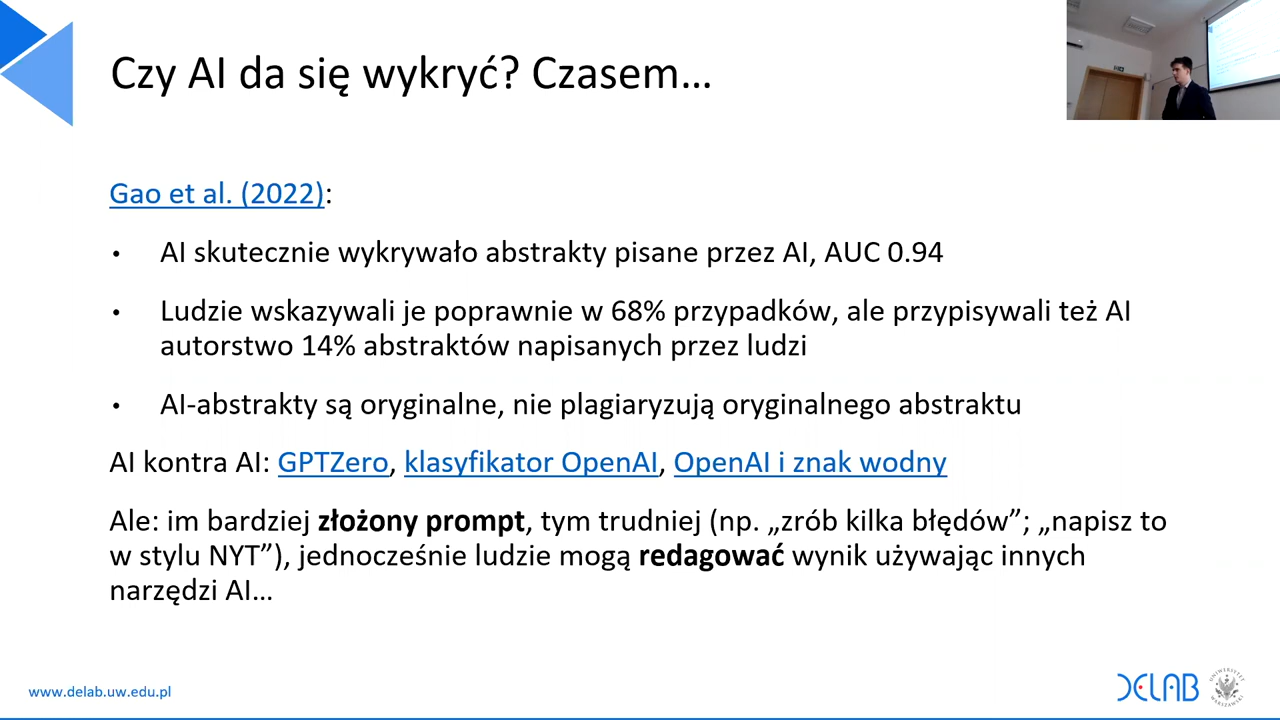 Czy AI da się wykryć? Czasem…
Gao et al. (2022):
• AI skutecznie wykrywało abstrakty pisane przez AI, AUC 0.94
• Ludzie wskazywali je poprawnie w 68% przypadków, ale przypisywali też AI
autorstwo 14% abstraktów napisanych przez ludzi
• AI-abstrakty są oryginalne, nie plagiaryzują oryginalnego abstraktu
AI kontra AI: GPTZero, klasyfikator OpenAI, OpenAI i znak wodny
Ale: im bardziej złożony prompt, tym trudniej (np. „zrób kilka błędów”; „napisz to
w stylu NYT”), jednocześnie ludzie mogą redagować wynik używając innych
narzędzi AI…
www.delab.uw.edu.pl
DELAB
UNIWERSYTET
WARSZAWSKI